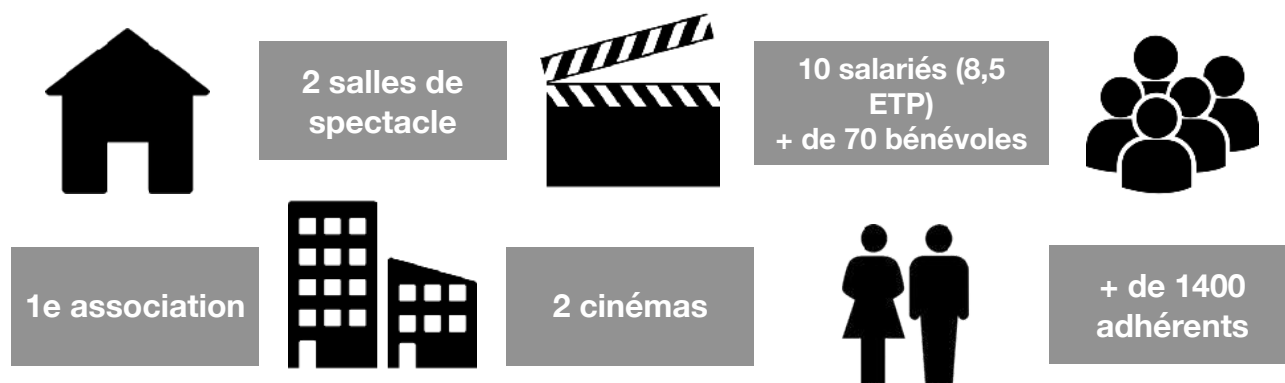 2 salles de
spectacle
10 salariés (8,5
ETP)
+ de 70 bénévoles
1e association
2 cinémas
+ de 1400
adhérents